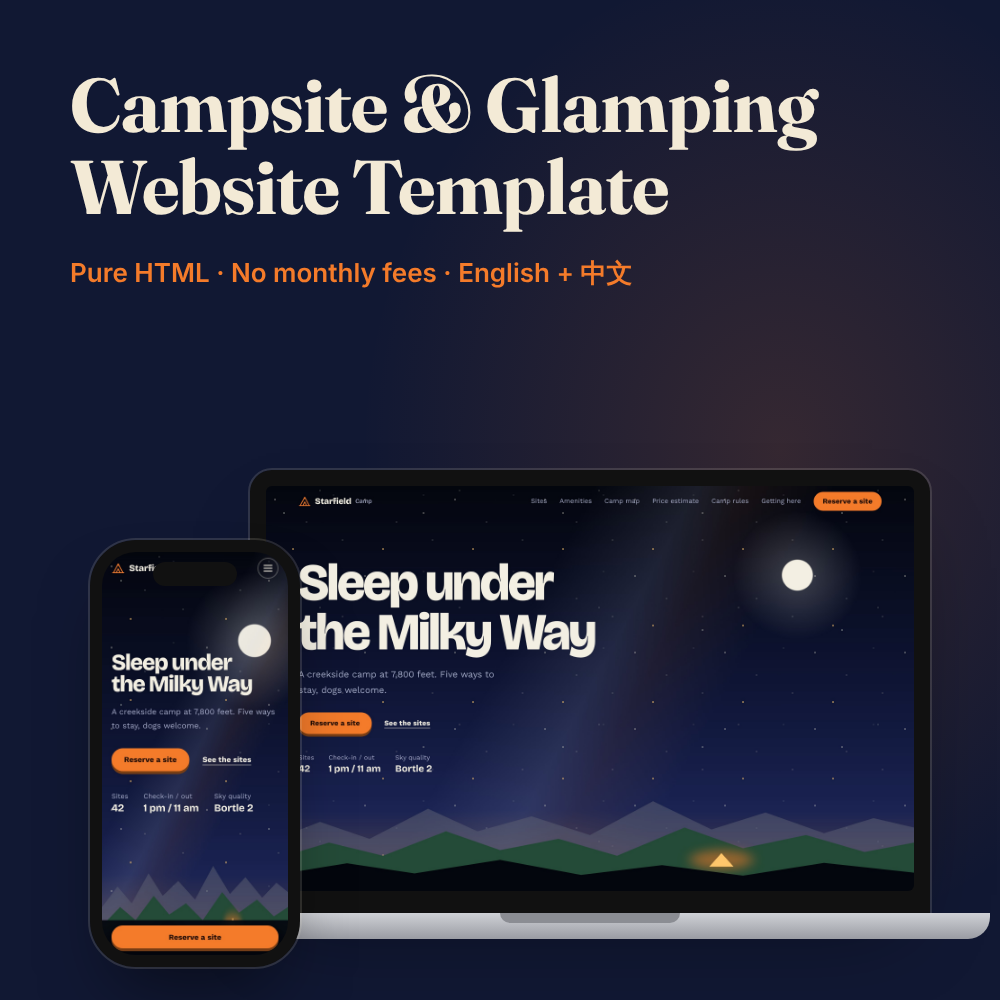 Campsite & Glamping
Website Template
Pure HTML · No monthly fees · English + 中文
Starfield Camp
Sites
Amenities
Camp map
Price estimate
Camp rules
Getting here
Reserve a site
Sleep under
the Milky Way
A creekside camp at 7,800 feet. Five ways to
stay, dogs welcome.
Reserve a site
See the sites
Sites
Check-in / out
Sky quality
42
1 pm / 11 am
Bortle 2
Starfi
Sleep under
the Milky Way
A creekside camp at 7,800 feet. Five ways
to stay, dogs welcome.
Reserve a site
See the sites
Sites
Check-in / out
Sky quality
42
1 pm / 11 am
Bortle 2
Reserve a site